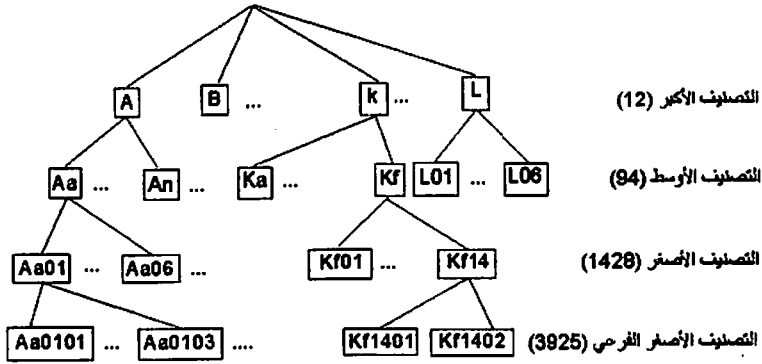 A B ... k ... L التصنيف الأكبر (12)
Aa ... An ... Ka ... Kf L01 ... L06 التصنيف الأوسط (94)
Aa01 ... Aa06 ... Kf01 ... Kf14 التصنيف الأصغر (1428)
Aa0101 ... Aa0103 .... Kf1401 Kf1402 التصنيف الأصغر الفرعي (3925)